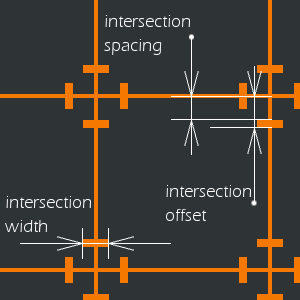 intersection
spacing
intersection
offset
intersection
width